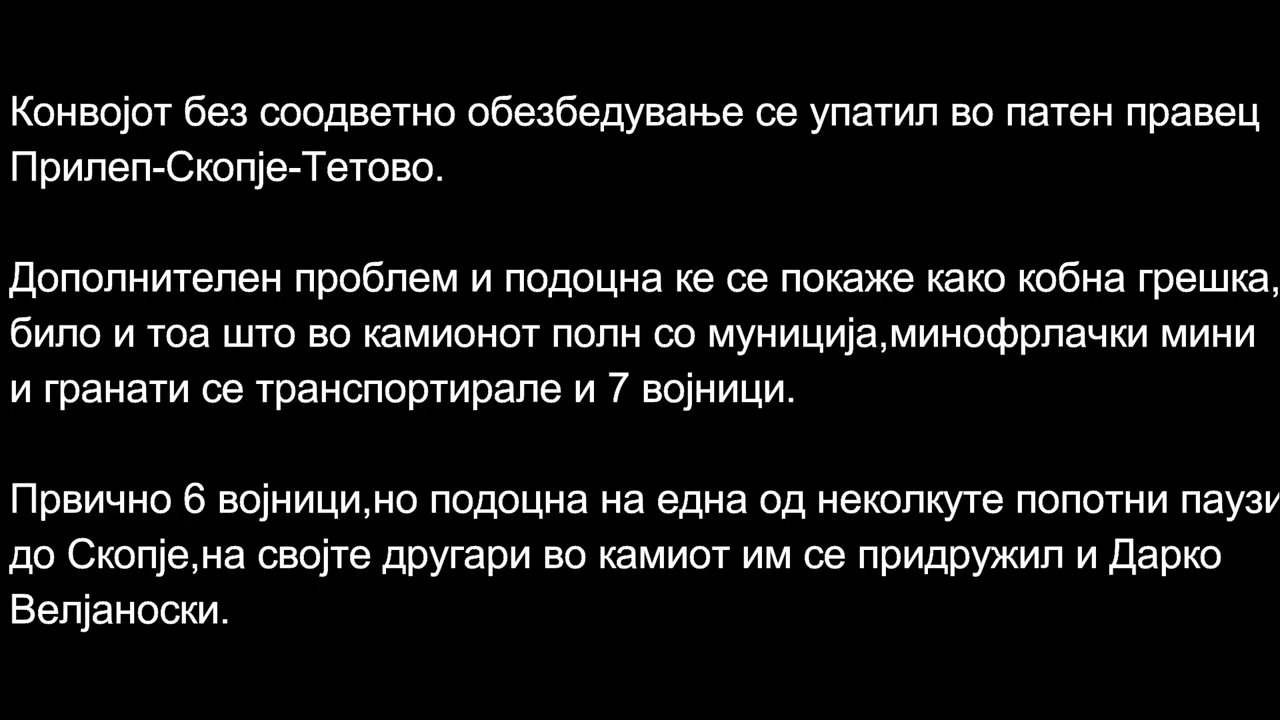 Конвојот без соодветно обезбедување се упатил во патен правец
Прилеп-Скопје-Тетово.
Дополнителен проблем и подоцна ке се покаже како кобна грешка,
било и тоа што во камионот полн со муниција,минофрлачки мини
и гранати се транспортирале и 7 војници.
Првично 6 војници,но подоцна на една од неколкуте попотни паузи
до Скопје,на својте другари во камиот им се придружил и Дарко
Велјаноски.